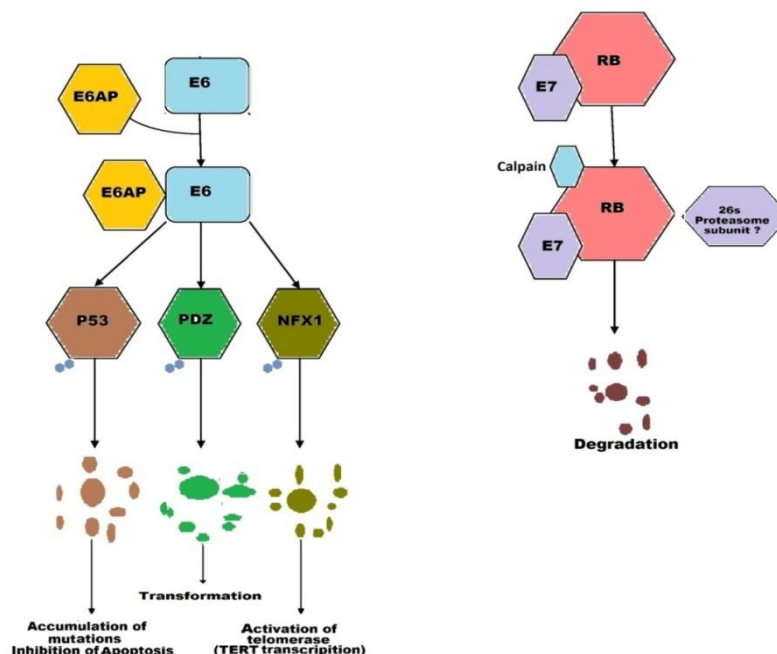 E6AP
E6
E6AP
E6
P53
PDZ
NFX1
Transformation
Accumulation of
mutations
Inhibition of Apoptosis
Activation of
telomerase
(TERT transcripition)
RB
E7
Calpain
RB
E7
26s
Proteasome
subunit ?
Degradation